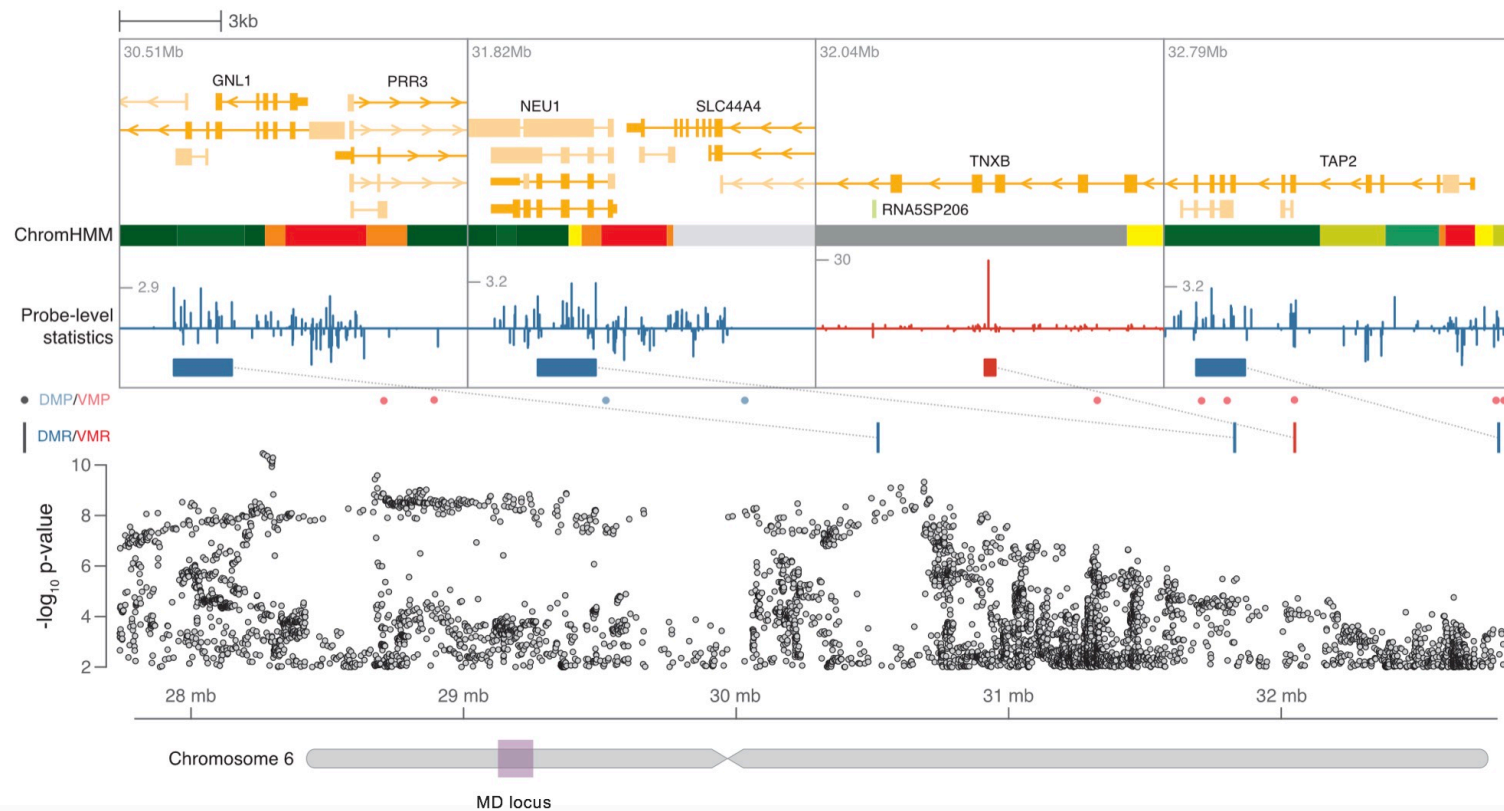 3kb
30.51Mb 31.82Mb 32.04Mb 32.79Mb
GNL1 PRR3 NEU1 SLC44A4 TNXB TAP2
RNA5SP206
ChromHMM
2.9 3.2 30 3.2
Probe-level
statistics
DMP/VMP
DMR/VMR
10
8
6
4
2
-log10 p-value
28 mb 29 mb 30 mb 31 mb 32 mb
Chromosome 6
MD locus